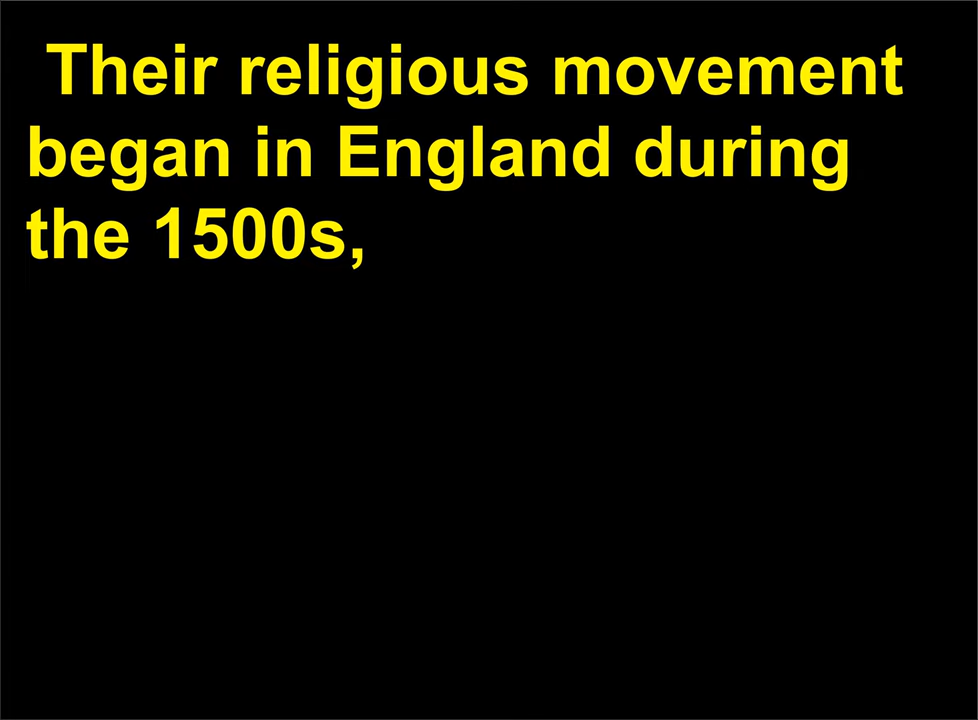 Their religious movement
began in England during
the 1500s,